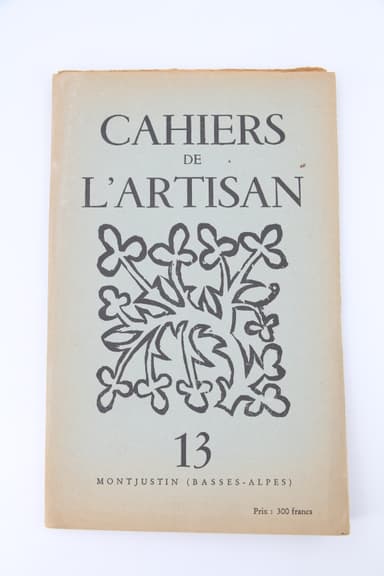 CAHIERS
DE
L'ARTISAN
13
MONTJUSTIN (BASSES-ALPES)
Prix : 300 francs